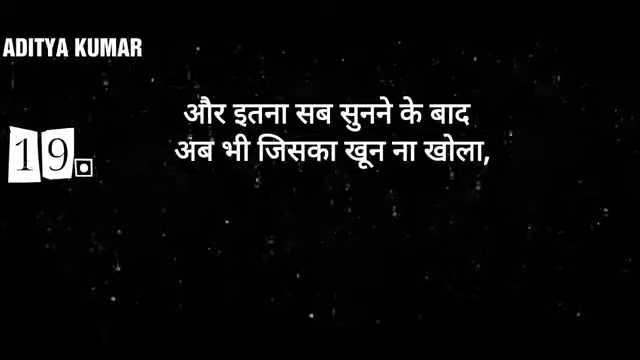 ADITYA KUMAR
और इतना सब सुनने के बाद
19.
अब भी जिसका खून ना खोला,